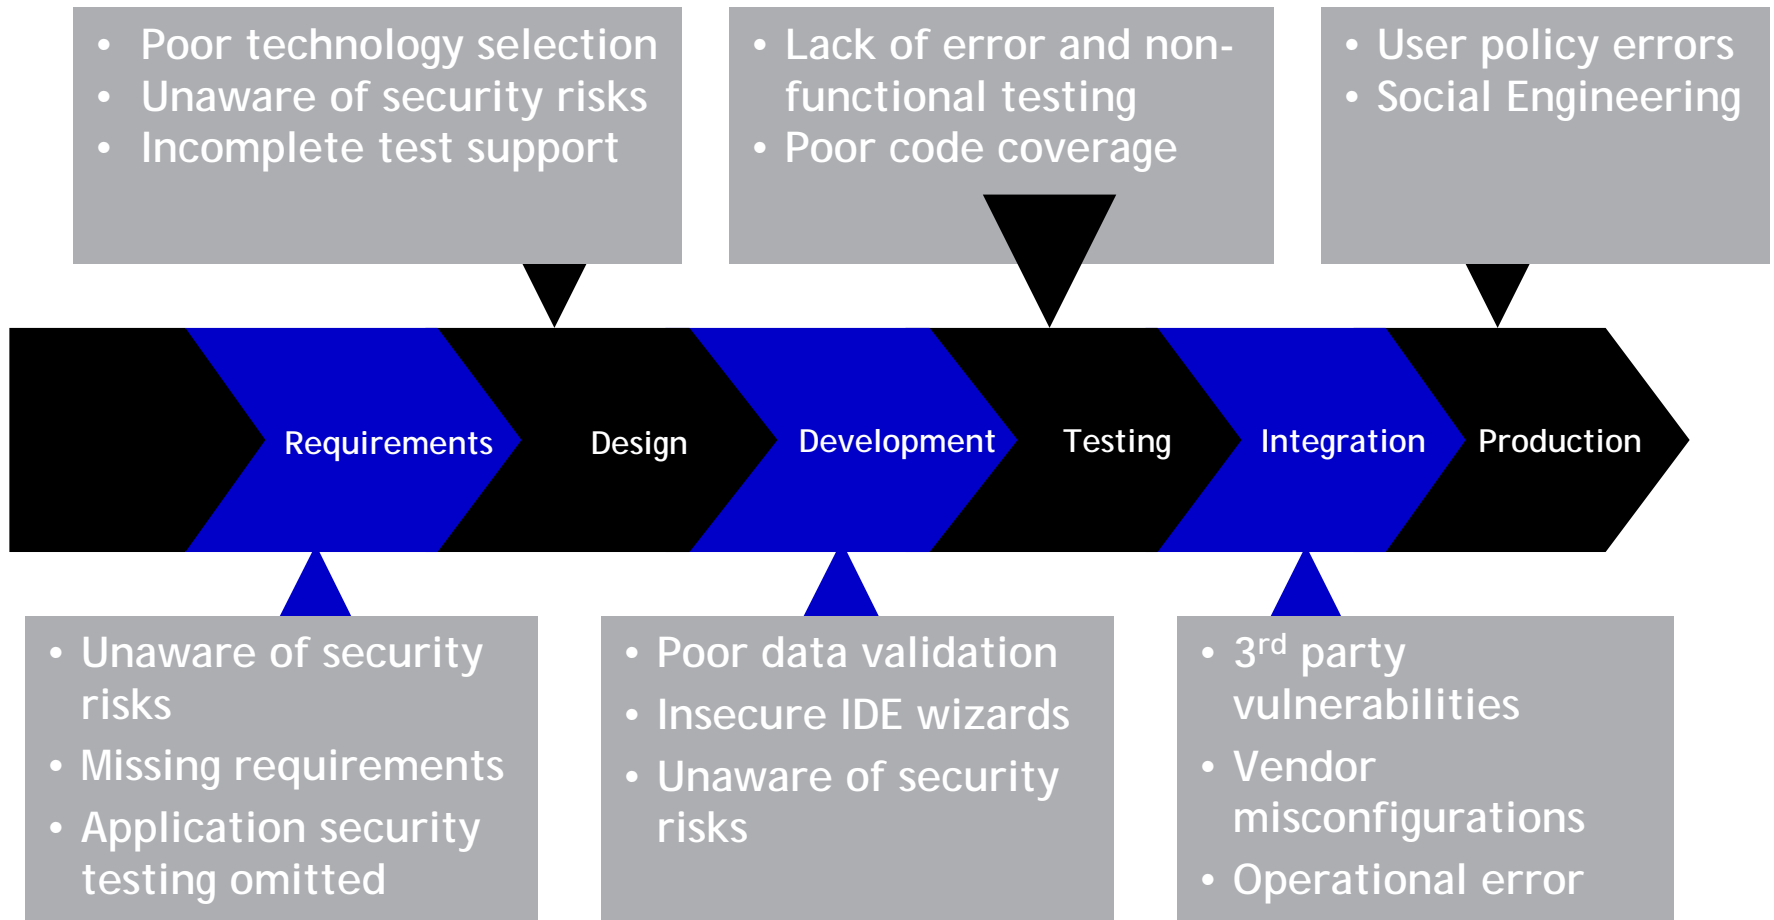 • Poor technology selection
• Unaware of security risks
• Incomplete test support
• Lack of error and non-
functional testing
• Poor code coverage
• User policy errors
• Social Engineering
Requirements
Design
Development
Testing
Integration
Production
• Unaware of security
risks
• Missing requirements
• Application security
testing omitted
• Poor data validation
• Insecure IDE wizards
• Unaware of security
risks
• 3rd party
vulnerabilities
• Vendor
misconfigurations
• Operational error